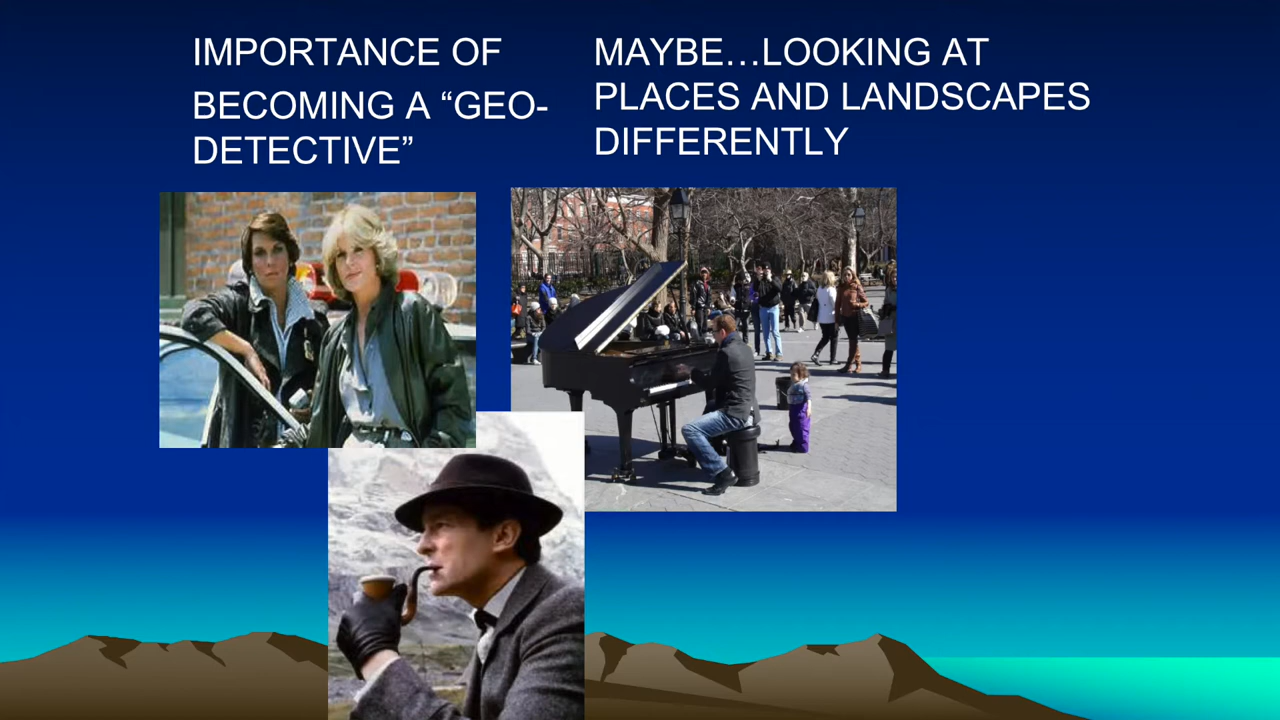 IMPORTANCE OF
BECOMING A “GEO-
DETECTIVE”
MAYBE…LOOKING AT
PLACES AND LANDSCAPES
DIFFERENTLY